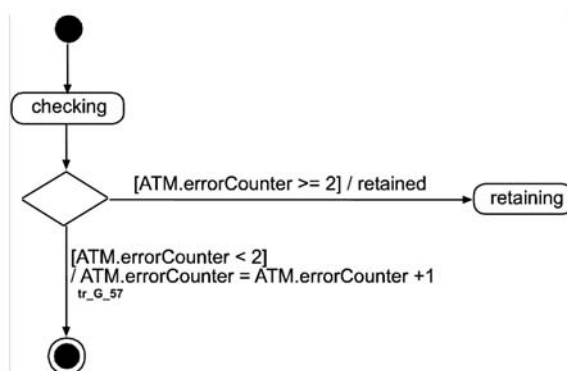 checking
[ATM.errorCounter >= 2] / retained
retaining
[ATM.errorCounter < 2]
/ ATM.errorCounter = ATM.errorCounter +1
tr_G_57